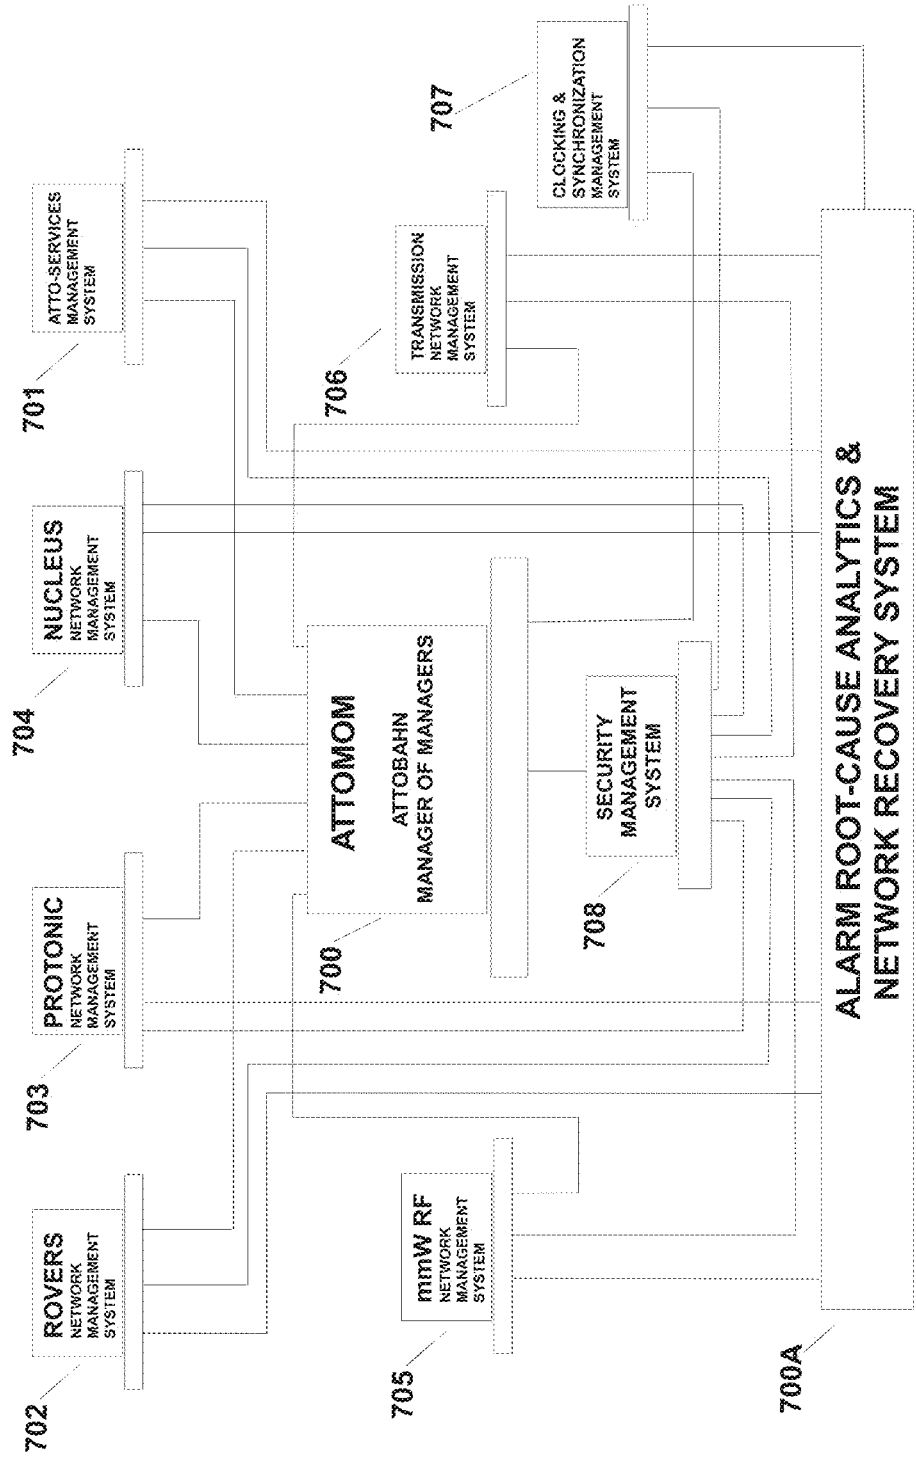 702
ROVERS
NETWORK
MANAGEMENT
SYSTEM
703
PROTONIC
NETWORK
MANAGEMENT
SYSTEM
704
NUCLEUS
NETWORK
MANAGEMENT
SYSTEM
701
ATTO-SERVICES
MANAGEMENT
SYSTEM
705
mmW RF
NETWORK
MANAGEMENT
SYSTEM
700
ATTOMOM
ATTOBAHN
MANAGER OF MANAGERS
706
TRANSMISSION
NETWORK
MANAGEMENT
SYSTEM
707
CLOCKING &
SYNCHRONIZATION
MANAGEMENT
SYSTEM
708
SECURITY
MANAGEMENT
SYSTEM
700A
ALARM ROOT-CAUSE ANALYTICS &
NETWORK RECOVERY SYSTEM